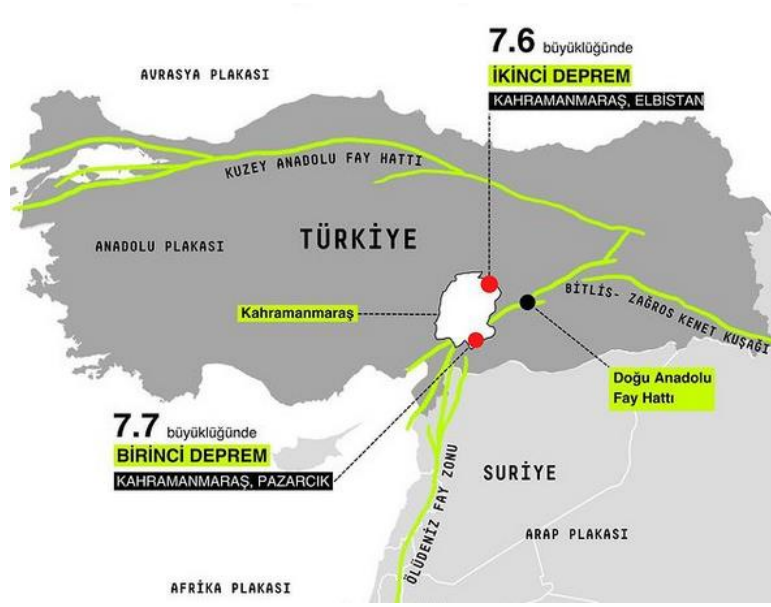 7.6 büyüklüğünde
İKİNCİ DEPREM
KAHRAMANMARAŞ, ELBİSTAN
AVRASYA PLAKASI
KUZEY ANADOLU FAY HATTI
ANADOLU PLAKASI
TÜRKİYE
Kahramanmaraş
BİTLİS- ZAĞROS KENET KUŞAĞI
Doğu Anadolu
Fay Hattı
7.7 büyüklüğünde
BİRİNCİ DEPREM
KAHRAMANMARAŞ, PAZARCIK
SURİYE
ÖLÜDENİZ FAY ZONU
ARAP PLAKASI
AFRİKA PLAKASI